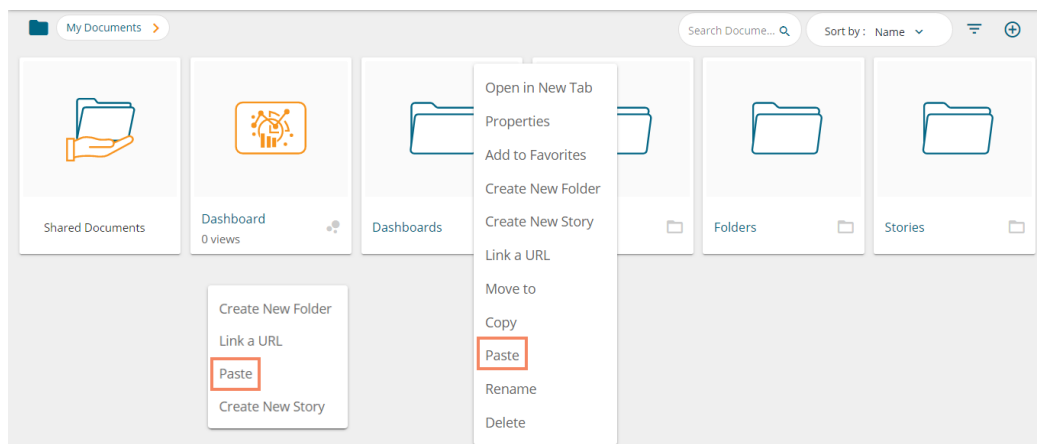 My Documents
Search Docume...
Sort by : Name
Shared Documents
Dashboard
0 views
Dashboards
Folders
Stories
Create New Folder
Link a URL
Paste
Create New Story
Open in New Tab
Properties
Add to Favorites
Create New Folder
Create New Story
Link a URL
Move to
Copy
Paste
Rename
Delete